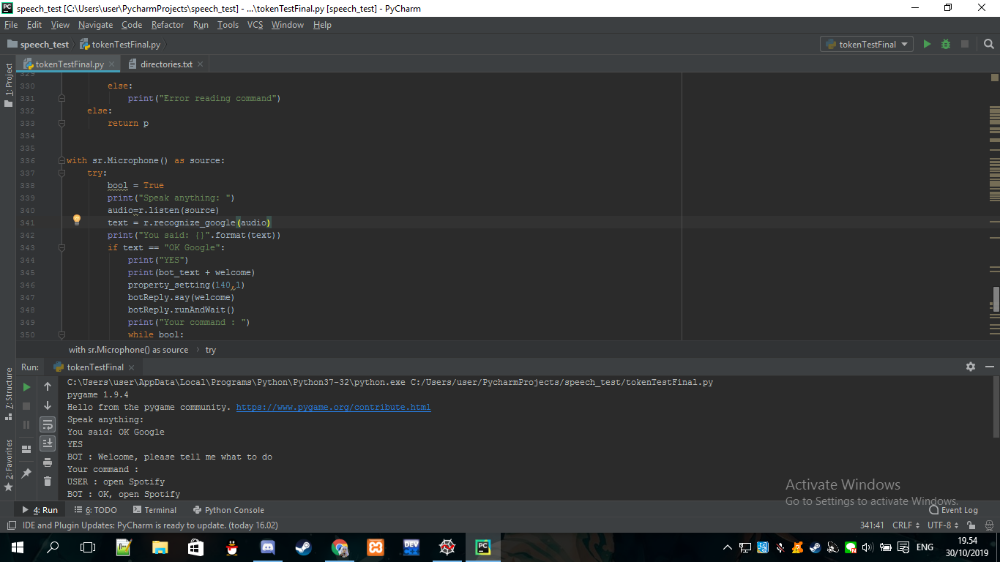 speech_test [C:\Users\user\PycharmProjects\speech_test] - ...\tokenTestFinal.py [speech_test] - PyCharm
File Edit View Navigate Code Refactor Run Tools VCS Window Help
speech_test tokenTestFinal.py tokenTestFinal
tokenTestFinal.py directories.txt
1: Project
329
330 else:
331 print("Error reading command")
332 else:
333 return p
334
335
336 with sr.Microphone() as source:
337 try:
338 bool = True
339 print("Speak anything: ")
340 audio=r.listen(source)
341 text = r.recognize_google(audio)
342 print("You said: {}".format(text))
343 if text == "OK Google":
344 print("YES")
345 print(bot_text + welcome)
346 property_setting(140,1)
347 botReply.say(welcome)
348 botReply.runAndWait()
349 print("Your command : ")
350 while bool:
with sr.Microphone() as source › try
Run: tokenTestFinal
7: Structure
2: Favorites
C:\Users\user\AppData\Local\Programs\Python\Python37-32\python.exe C:/Users/user/PycharmProjects/speech_test/tokenTestFinal.py
pygame 1.9.4
Hello from the pygame community. https://www.pygame.org/contribute.html
Speak anything:
You said: OK Google
YES
BOT : Welcome, please tell me what to do
Your command :
USER : open Spotify
BOT : OK, open Spotify
Activate Windows
Go to Settings to activate Windows.
4: Run 6: TODO Terminal Python Console Event Log
IDE and Plugin Updates: PyCharm is ready to update. (today 16.02) 341:41 CRLF UTF-8
ENG 19.54
30/10/2019